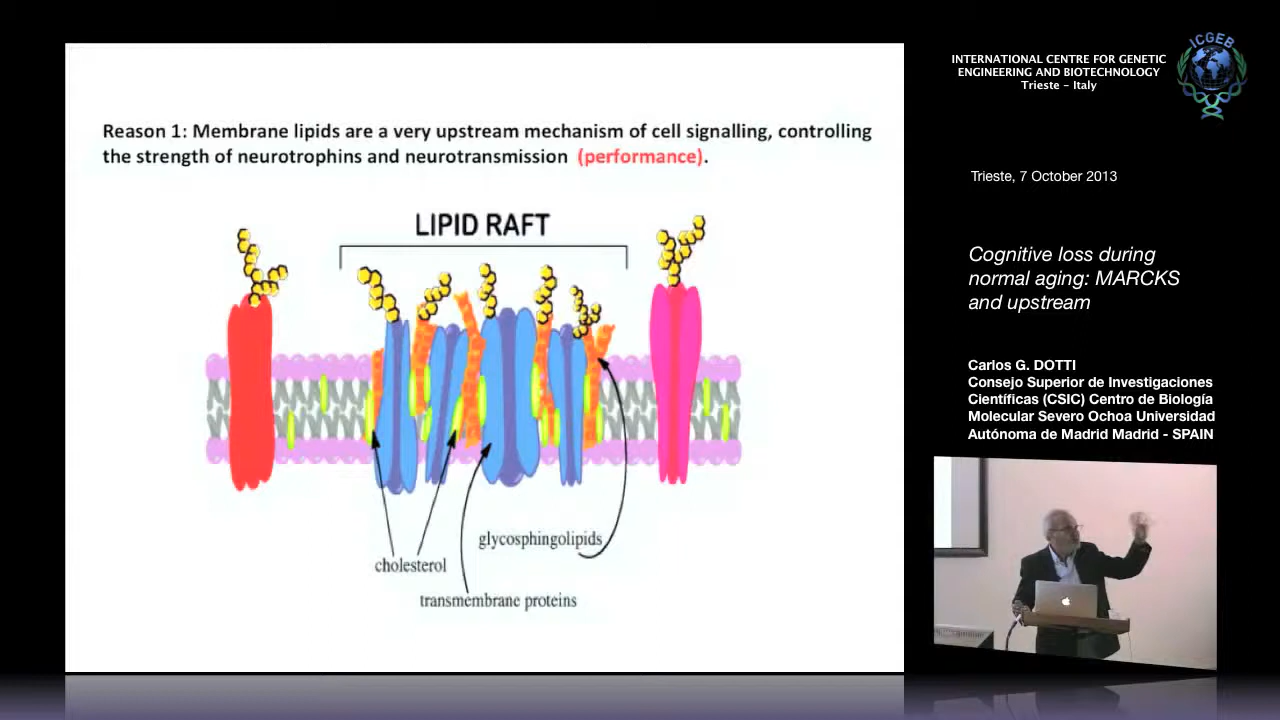 Reason 1: Membrane lipids are a very upstream mechanism of cell signalling, controlling
the strength of neurotrophins and neurotransmission (performance).
LIPID RAFT
glycosphingolipids
cholesterol
transmembrane proteins
INTERNATIONAL CENTRE FOR GENETIC
ENGINEERING AND BIOTECHNOLOGY
Trieste - Italy
ICGEB
Trieste, 7 October 2013
Cognitive loss during
normal aging: MARCKS
and upstream
Carlos G. DOTTI
Consejo Superior de Investigaciones
Científicas (CSIC) Centro de Biología
Molecular Severo Ochoa Universidad
Autónoma de Madrid Madrid - SPAIN